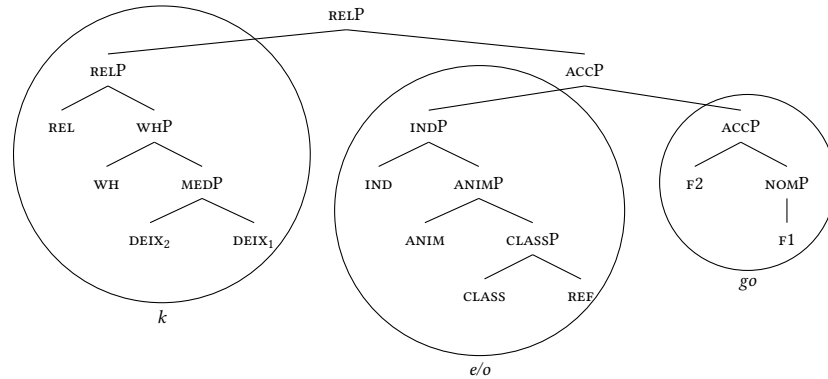 RELP
RELP ACCP
REL WHP INDP ACCP
WH MEDP IND ANIMP F2 NOMP
DEIX₂ DEIX₁ ANIM CLASSP F1
CLASS REF
k e/o go